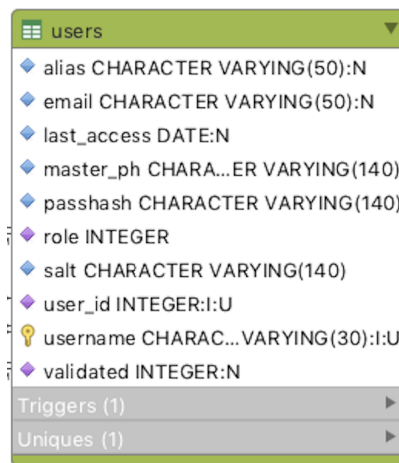 users
alias CHARACTER VARYING(50):N
email CHARACTER VARYING(50):N
last_access DATE:N
master_ph CHARA...ER VARYING(140)
passhash CHARACTER VARYING(140)
role INTEGER
salt CHARACTER VARYING(140)
user_id INTEGER:I:U
username CHARAC...VARYING(30):I:U
validated INTEGER:N
Triggers (1)
Uniques (1)